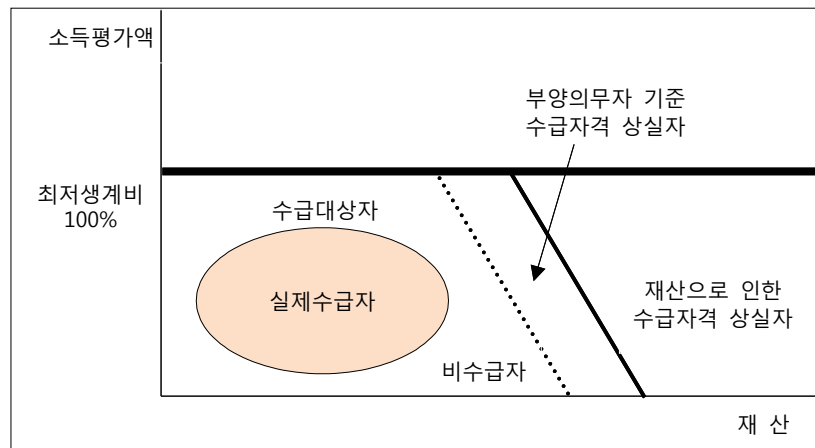 소득평가액
부양의무자 기준
수급자격 상실자
최저생계비
100%
수급대상자
실제수급자
재산으로 인한
수급자격 상실자
비수급자
재 산